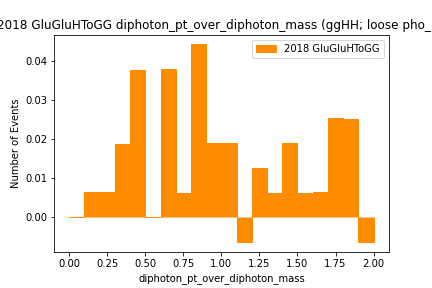 2018 GluGluHToGG diphoton_pt_over_diphoton_mass (ggHH; loose pho_
2018 GluGluHToGG
0.04
0.03
0.02
0.01
0.00
Number of Events
0.00 0.25 0.50 0.75 1.00 1.25 1.50 1.75 2.00
diphoton_pt_over_diphoton_mass